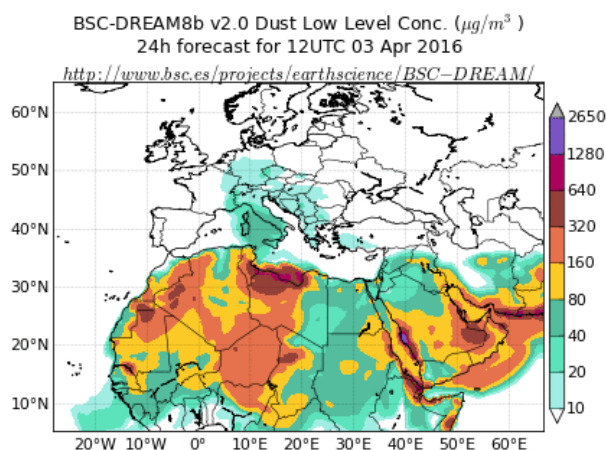 BSC-DREAM8b v2.0 Dust Low Level Conc. (μg/m³ )
24h forecast for 12UTC 03 Apr 2016
http://www.bsc.es/projects/earthscience/BSC−DREAM/
60°N
50°N
40°N
30°N
20°N
10°N
20°W 10°W 0° 10°E 20°E 30°E 40°E 50°E 60°E
2650
1280
640
320
160
80
40
20
10